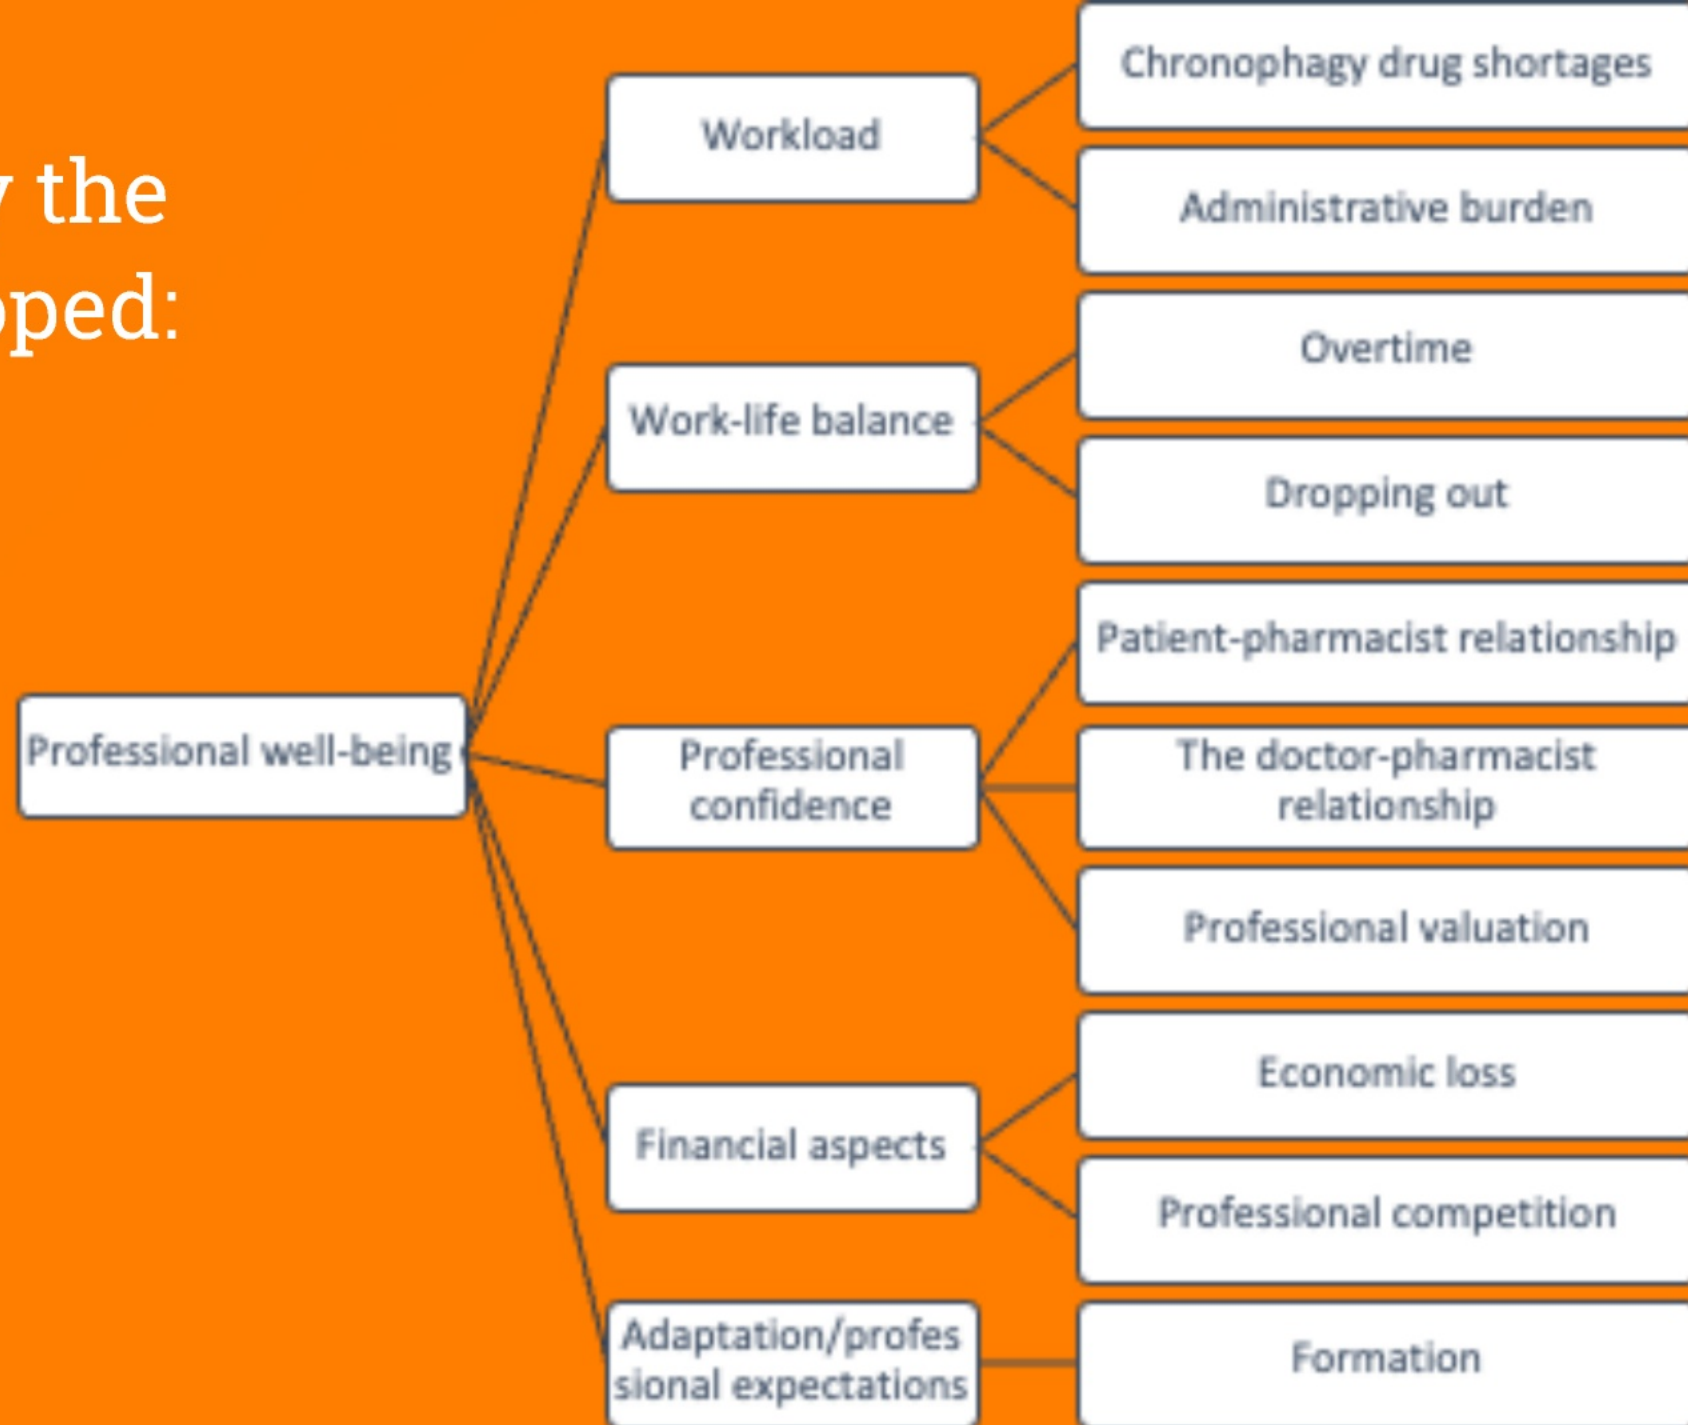 the
oped:
Chronophagy drug shortages
Workload
Administrative burden
Overtime
Work-life balance
Dropping out
Patient-pharmacist relationship
Professional well-being
Professional
confidence
The doctor-pharmacist
relationship
Professional valuation
Economic loss
Financial aspects
Professional competition
Adaptation/profes
sional expectations
Formation